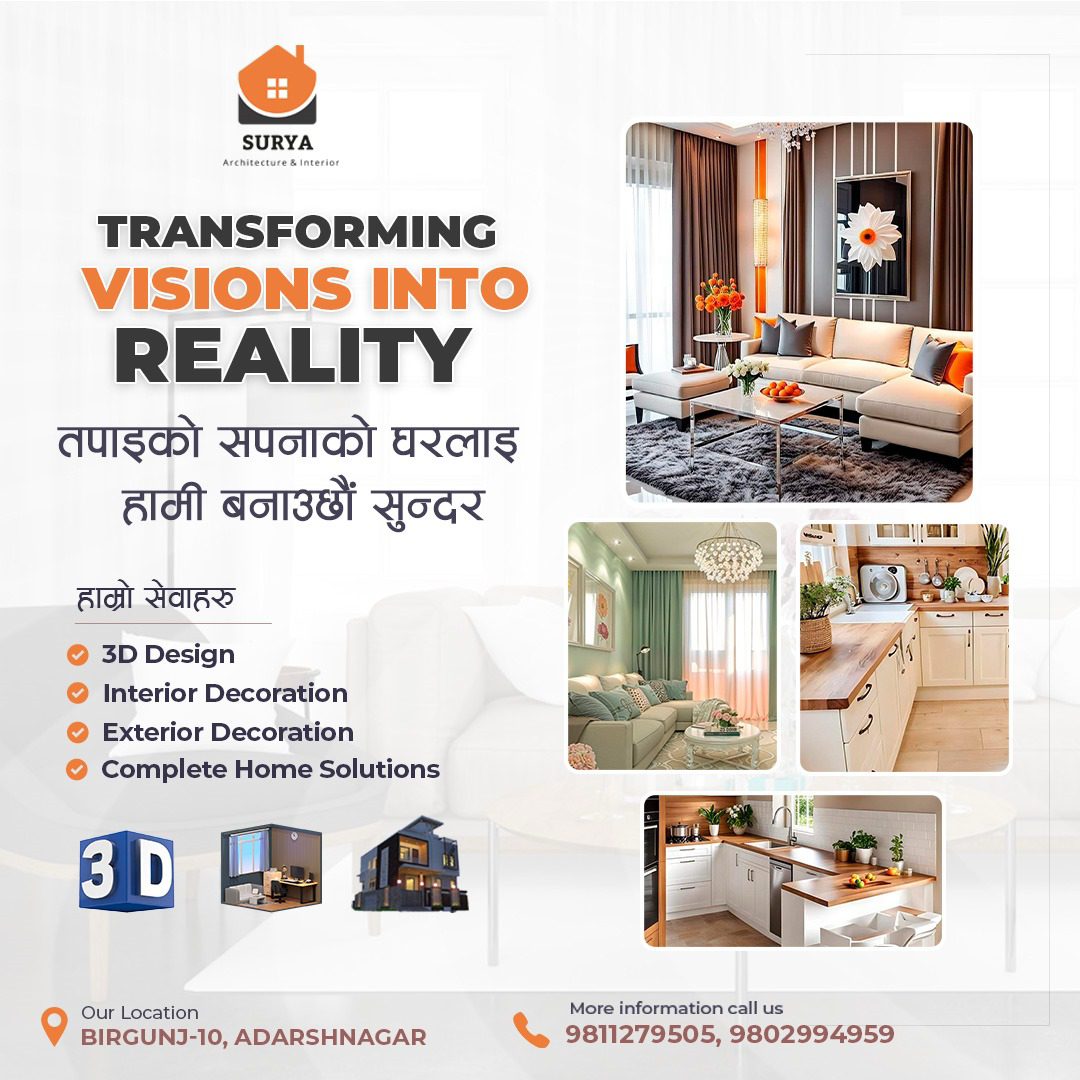 SURYA
Architecture & Interior
TRANSFORMING
VISIONS INTO
REALITY
तपाइको सपनाको घरलाइ
हामी बनाउछौं सुन्दर
हाम्रो सेवाहरु
3D Design
Interior Decoration
Exterior Decoration
Complete Home Solutions
3D
Our Location
BIRGUNJ-10, ADARSHNAGAR
More information call us
9811279505, 9802994959